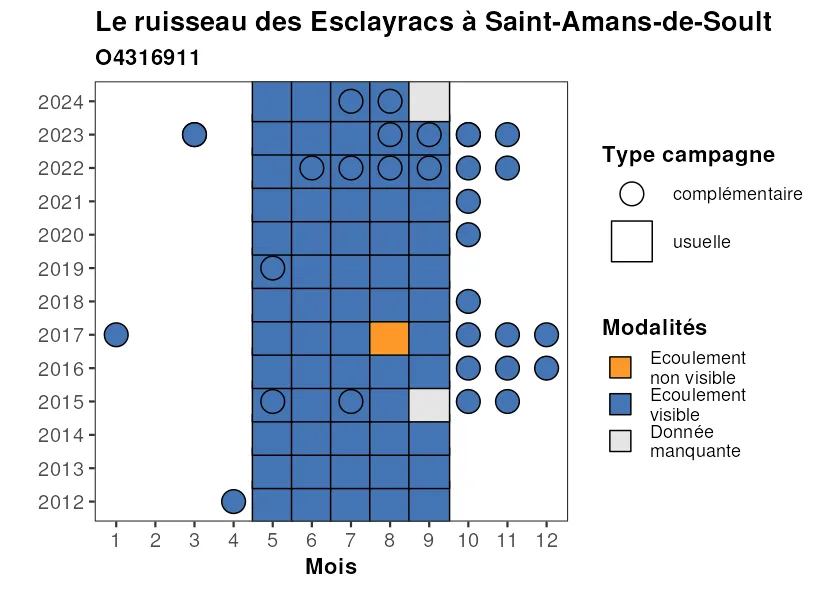 Le ruisseau des Esclayracs à Saint-Amans-de-Soult
O4316911
2024
2023
2022
2021
2020
2019
2018
2017
2016
2015
2014
2013
2012
1 2 3 4 5 6 7 8 9 10 11 12
Mois
Type campagne
complémentaire
usuelle
Modalités
Ecoulement
non visible
Ecoulement
visible
Donnée
manquante